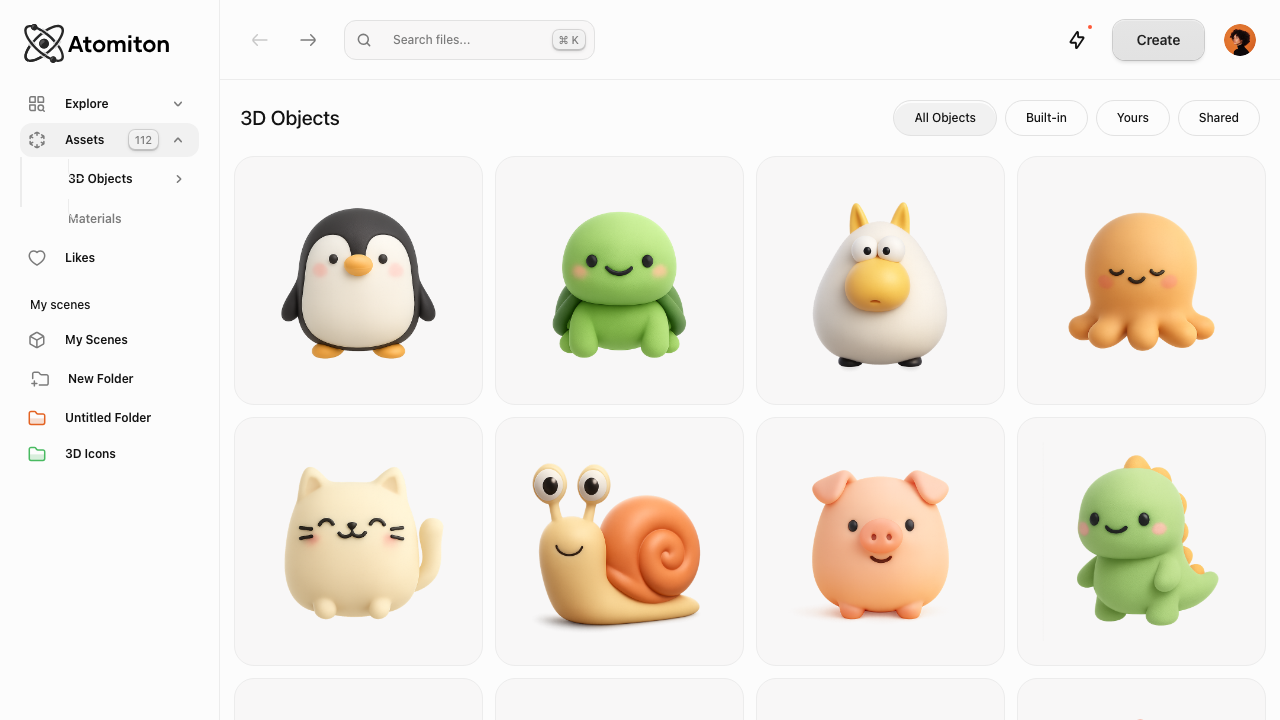 Atomiton
Search files...
⌘ K
Create
Explore
Assets
112
3D Objects
Materials
Likes
My scenes
My Scenes
New Folder
Untitled Folder
3D Icons
3D Objects
All Objects
Built-in
Yours
Shared